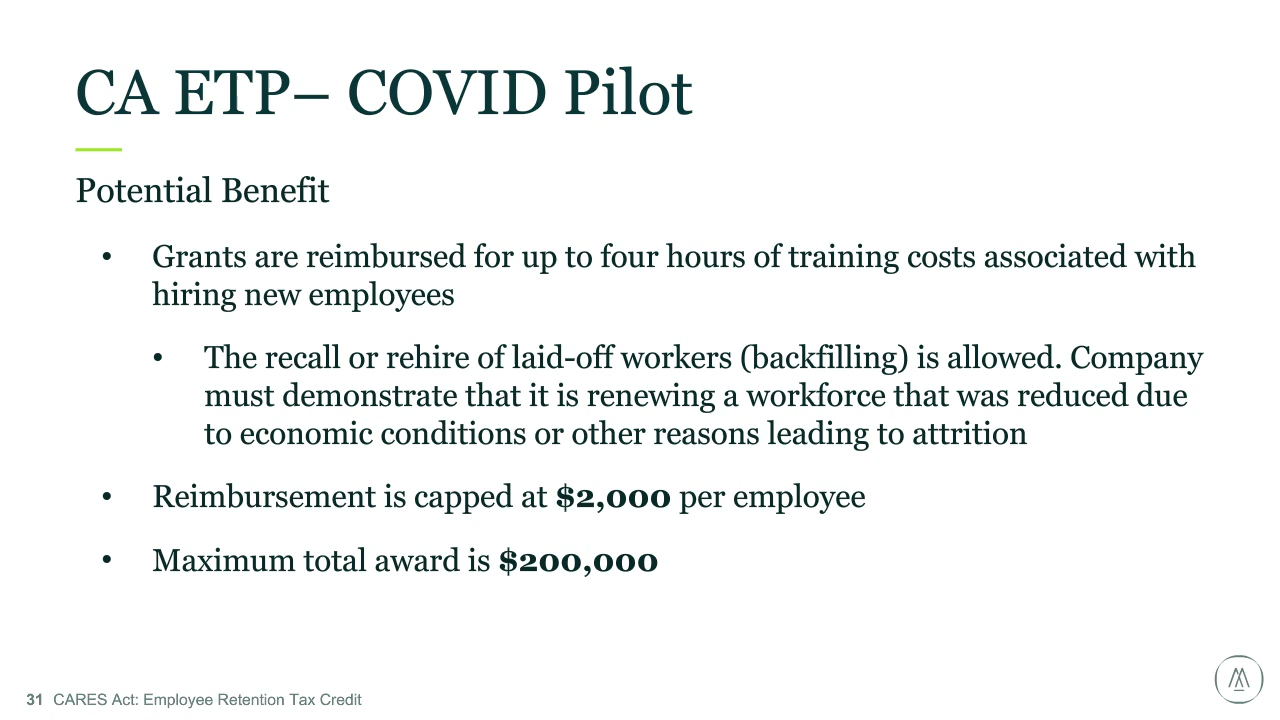 CA ETP– COVID Pilot
Potential Benefit
• Grants are reimbursed for up to four hours of training costs associated with
hiring new employees
• The recall or rehire of laid-off workers (backfilling) is allowed. Company
must demonstrate that it is renewing a workforce that was reduced due
to economic conditions or other reasons leading to attrition
• Reimbursement is capped at $2,000 per employee
• Maximum total award is $200,000
31 CARES Act: Employee Retention Tax Credit